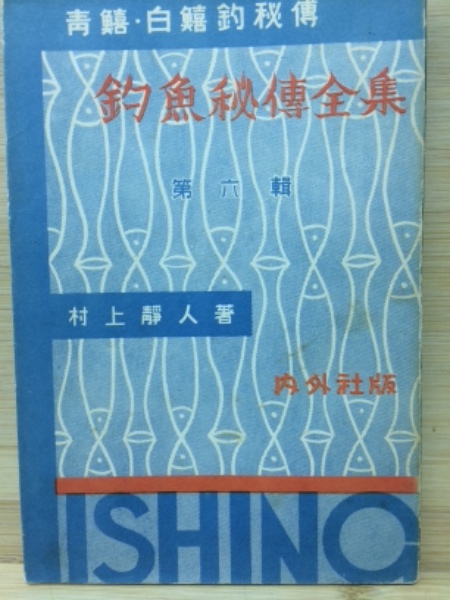 青鱚・白鱚釣秘傳
釣魚秘傳全集
第六輯
村上靜人著
内外社版
ISHING